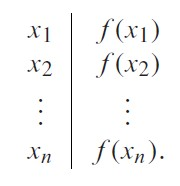 x1 f(x1)
x2 f(x2)
⋮ ⋮
xn f(xn).